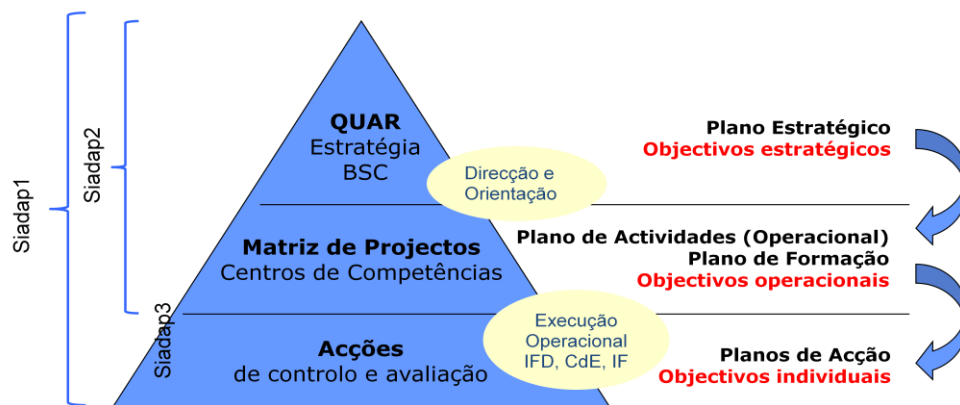 Siadap1
Siadap2
Siadap3
QUAR
Estratégia
BSC
Direcção e
Orientação
Plano Estratégico
Objectivos estratégicos
Matriz de Projectos
Centros de Competências
Plano de Actividades (Operacional)
Plano de Formação
Objectivos operacionais
Acções
de controlo e avaliação
Execução
Operacional
IFD, CdE, IF
Planos de Acção
Objectivos individuais